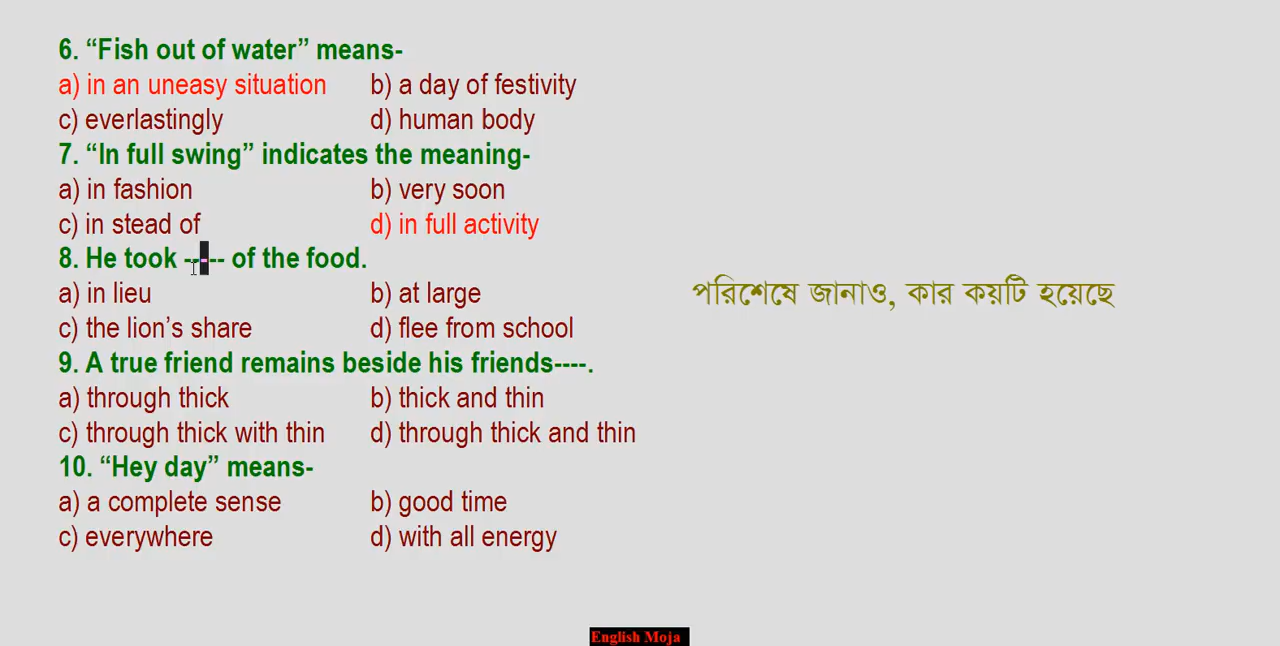 6. “Fish out of water” means-
a) in an uneasy situation b) a day of festivity
c) everlastingly d) human body
7. “In full swing” indicates the meaning-
a) in fashion b) very soon
c) in stead of d) in full activity
8. He took ----- of the food.
a) in lieu b) at large
পরিশেষে জানাও, কার কয়টি হয়েছে
c) the lion’s share d) flee from school
9. A true friend remains beside his friends----.
a) through thick b) thick and thin
c) through thick with thin d) through thick and thin
10. “Hey day” means-
a) a complete sense b) good time
c) everywhere d) with all energy
English Moja